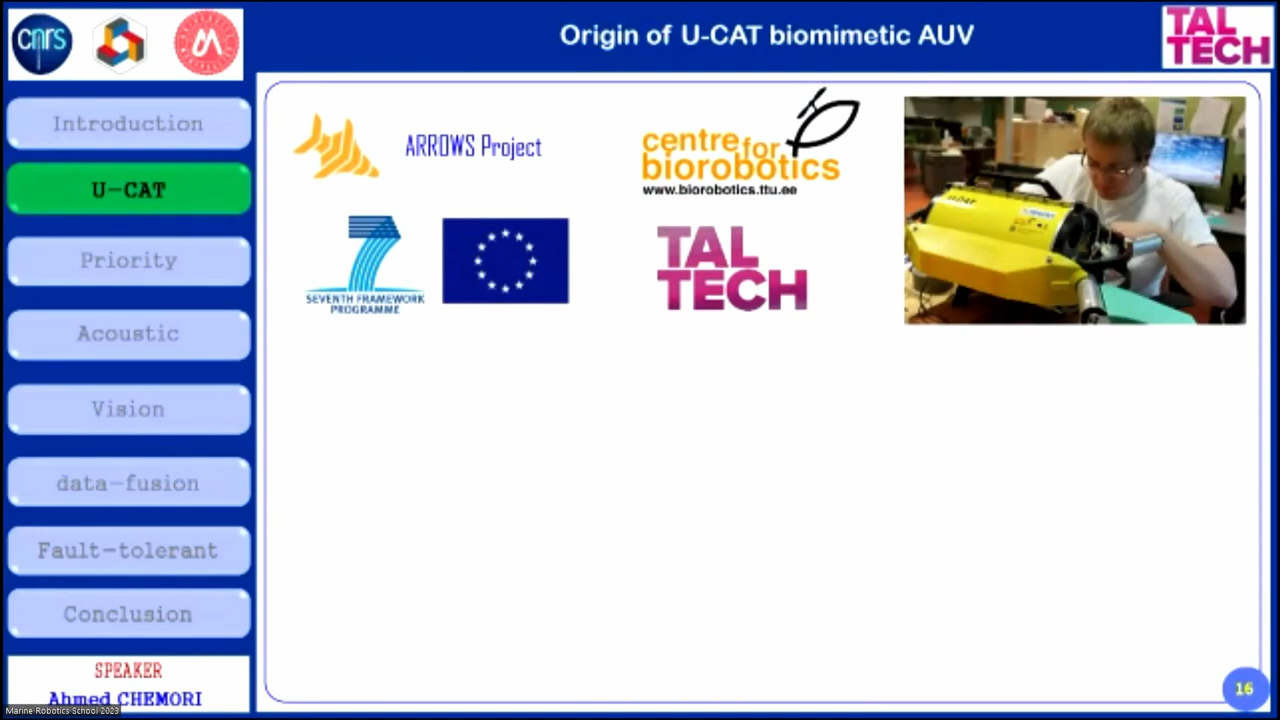 cnrs
Origin of U-CAT biomimetic AUV
TAL
TECH
Introduction
U-CAT
Priority
Acoustic
Vision
data-fusion
Fault-tolerant
Conclusion
SPEAKER
Ahmed CHEMORI
Marine Robotics School 2023
ARROWS Project
centre for
biorobotics
www.biorobotics.ttu.ee
7
SEVENTH FRAMEWORK
PROGRAMME
TAL
TECH
16